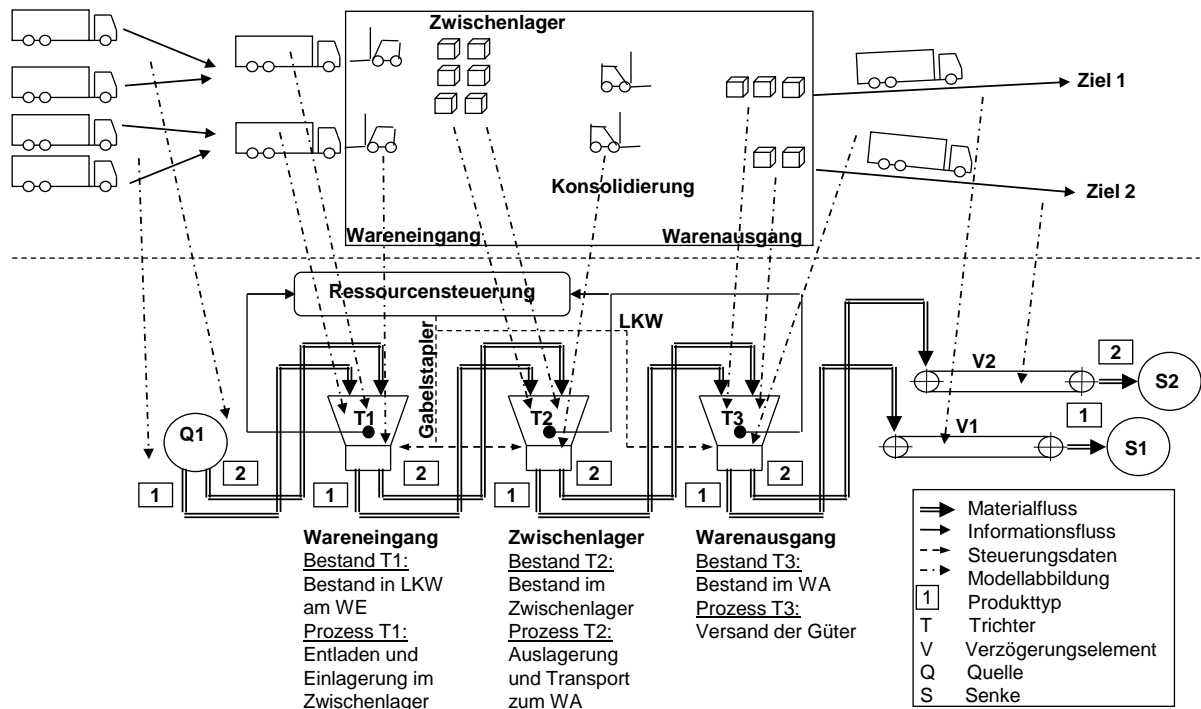 Zwischenlager
Ziel 1
Konsolidierung
Ziel 2
Wareneingang
Warenausgang
Ressourcensteuerung
LKW
Gabelstapler
T1
T2
T3
Q1
V2
2
S2
V1
1
S1
1
2
1
2
1
2
1
2
Wareneingang
Bestand T1:
Bestand in LKW
am WE
Prozess T1:
Entladen und
Einlagerung im
Zwischenlager
Zwischenlager
Bestand T2:
Bestand im
Zwischenlager
Prozess T2:
Auslagerung
und Transport
zum WA
Warenausgang
Bestand T3:
Bestand im WA
Prozess T3:
Versand der Güter
Materialfluss
Informationsfluss
Steuerungsdaten
Modellabbildung
1 Produkttyp
T Trichter
V Verzögerungselement
Q Quelle
S Senke